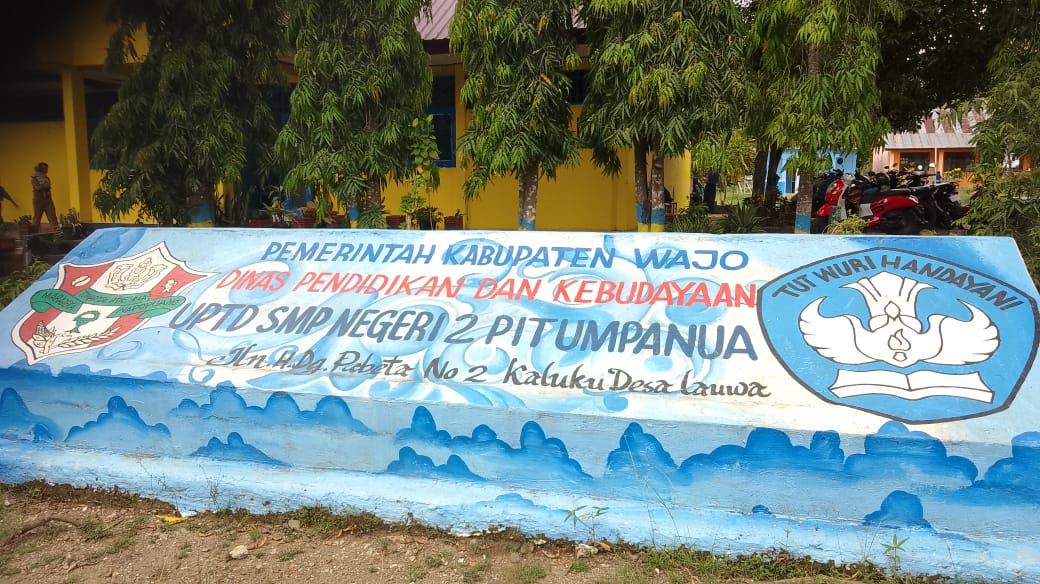 PEMERINTAH KABUPATEN WAJO
DINAS PENDIDIKAN DAN KEBUDAYAAN
UPTD SMP NEGERI 2 PITUMPANUA
Jln. A. Dg. Pabeta No 2 Kaluku Desa Lauwa
TUT WURI HANDAYANI